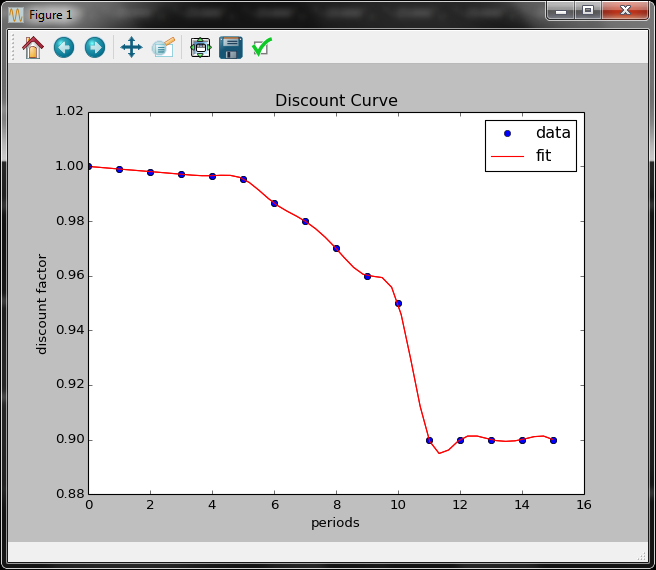 Figure 1
Discount Curve
data
fit
1.02
1.00
0.98
0.96
0.94
0.92
0.90
0.88
discount factor
0 2 4 6 8 10 12 14 16
periods